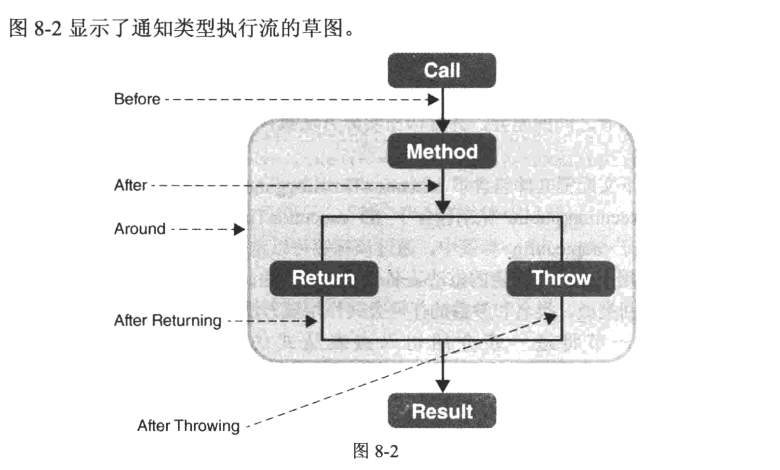 图 8-2 显示了通知类型执行流的草图。
Call
Before
Method
After
Around
Return
Throw
After Returning
Result
After Throwing
图 8-2